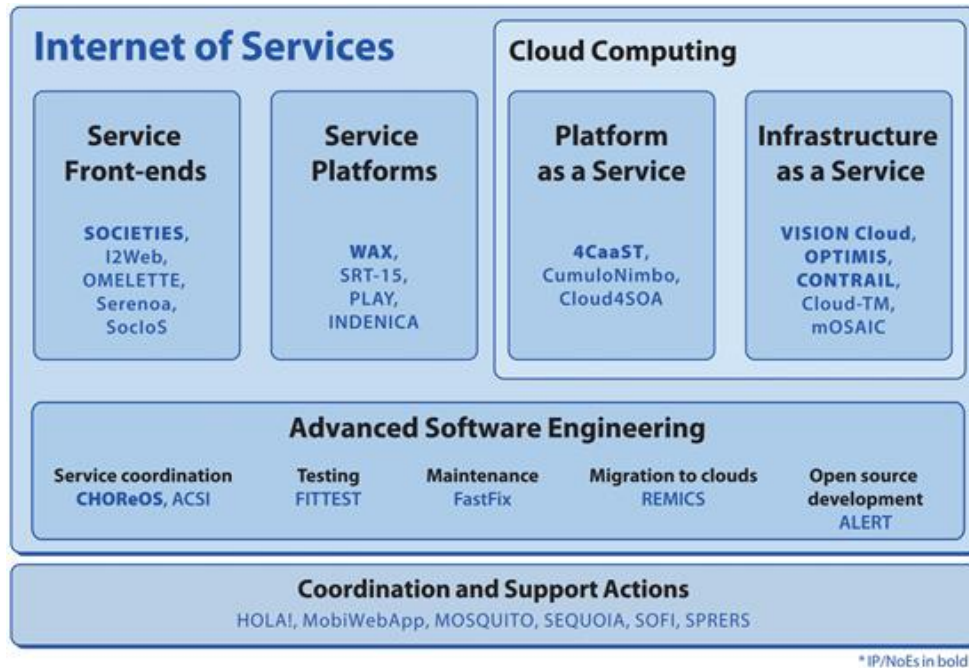 Internet of Services
Cloud Computing
Service
Front-ends
SOCIETIES,
I2Web,
OMELETTE,
Serenoa,
SocIoS
Service
Platforms
WAX,
SRT-15,
PLAY,
INDENICA
Platform
as a Service
4CaaST,
CumuloNimbo,
Cloud4SOA
Infrastructure
as a Service
VISION Cloud,
OPTIMIS,
CONTRAIL,
Cloud-TM,
mOSAIC
Advanced Software Engineering
Service coordination
CHOReOS, ACSI
Testing
FITTEST
Maintenance
FastFix
Migration to clouds
REMICS
Open source
development
ALERT
Coordination and Support Actions
HOLA!, MobiWebApp, MOSQUITO, SEQUOIA, SOFI, SPRERS
* IP/NoEs in bold